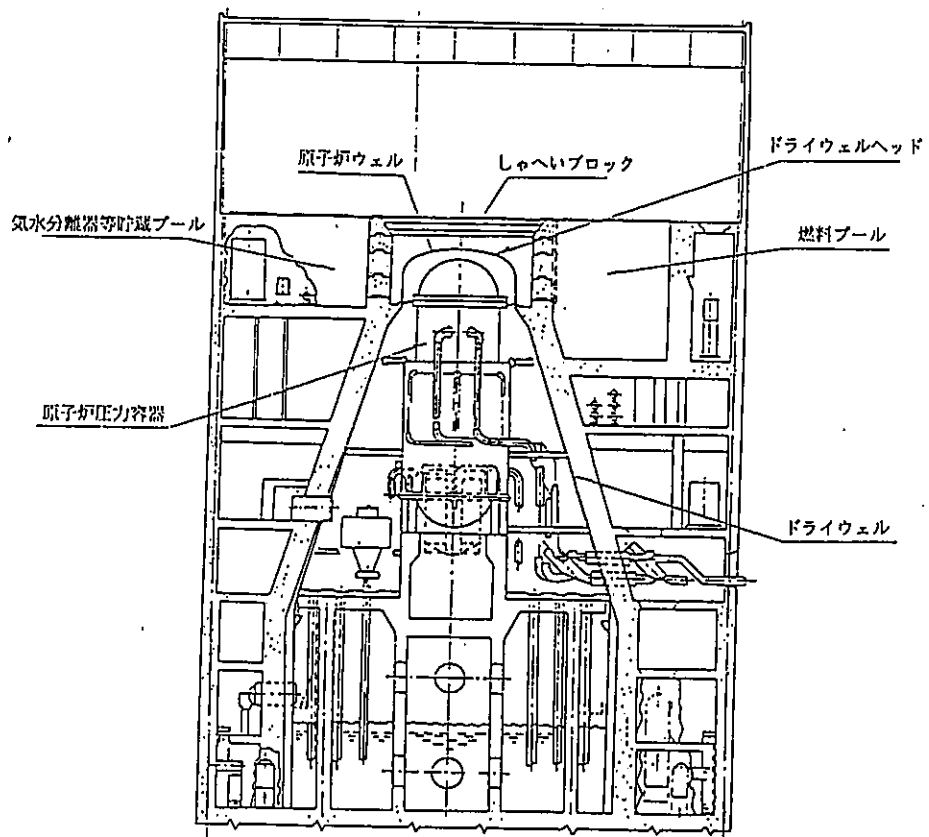 原子炉ウェル
しゃへいブロック
ドライウェルヘッド
気水分離器等貯蔵プール
燃料プール
原子炉圧力容器
ドライウェル